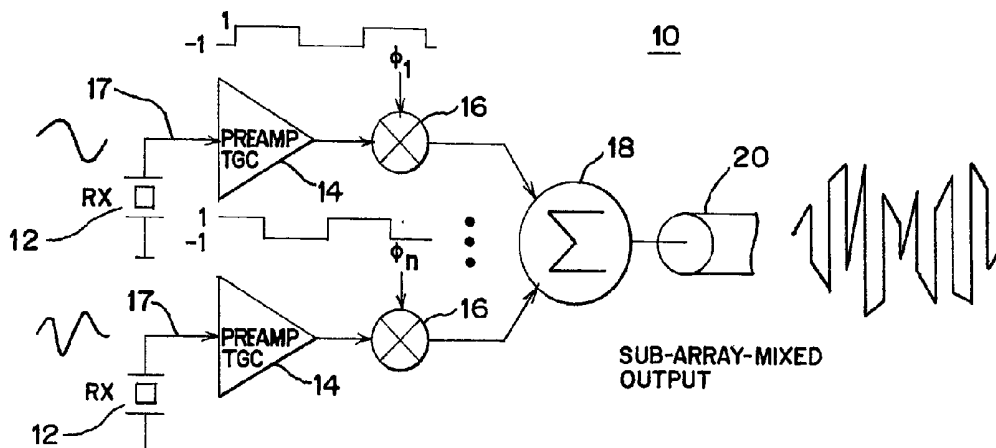 1
-1
10
ϕ1
17
16
PREAMP
TGC
18
20
RX
14
12
1
-1
ϕn
17
16
PREAMP
TGC
SUB-ARRAY-MIXED
OUTPUT
RX
14
12
Σ